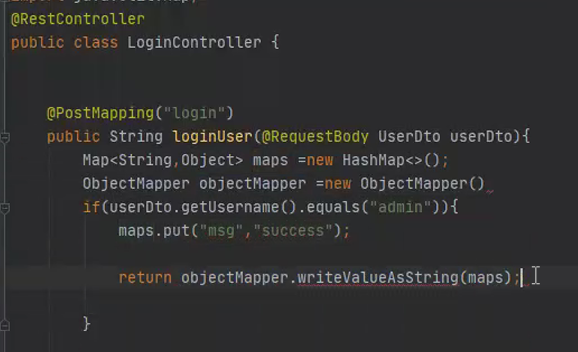 @RestController
public class LoginController {
@PostMapping("login")
public String loginUser(@RequestBody UserDto userDto){
Map<String,Object> maps =new HashMap<>();
ObjectMapper objectMapper =new ObjectMapper()
if(userDto.getUsername().equals("admin")){
maps.put("msg","success");
return objectMapper.writeValueAsString(maps);
}